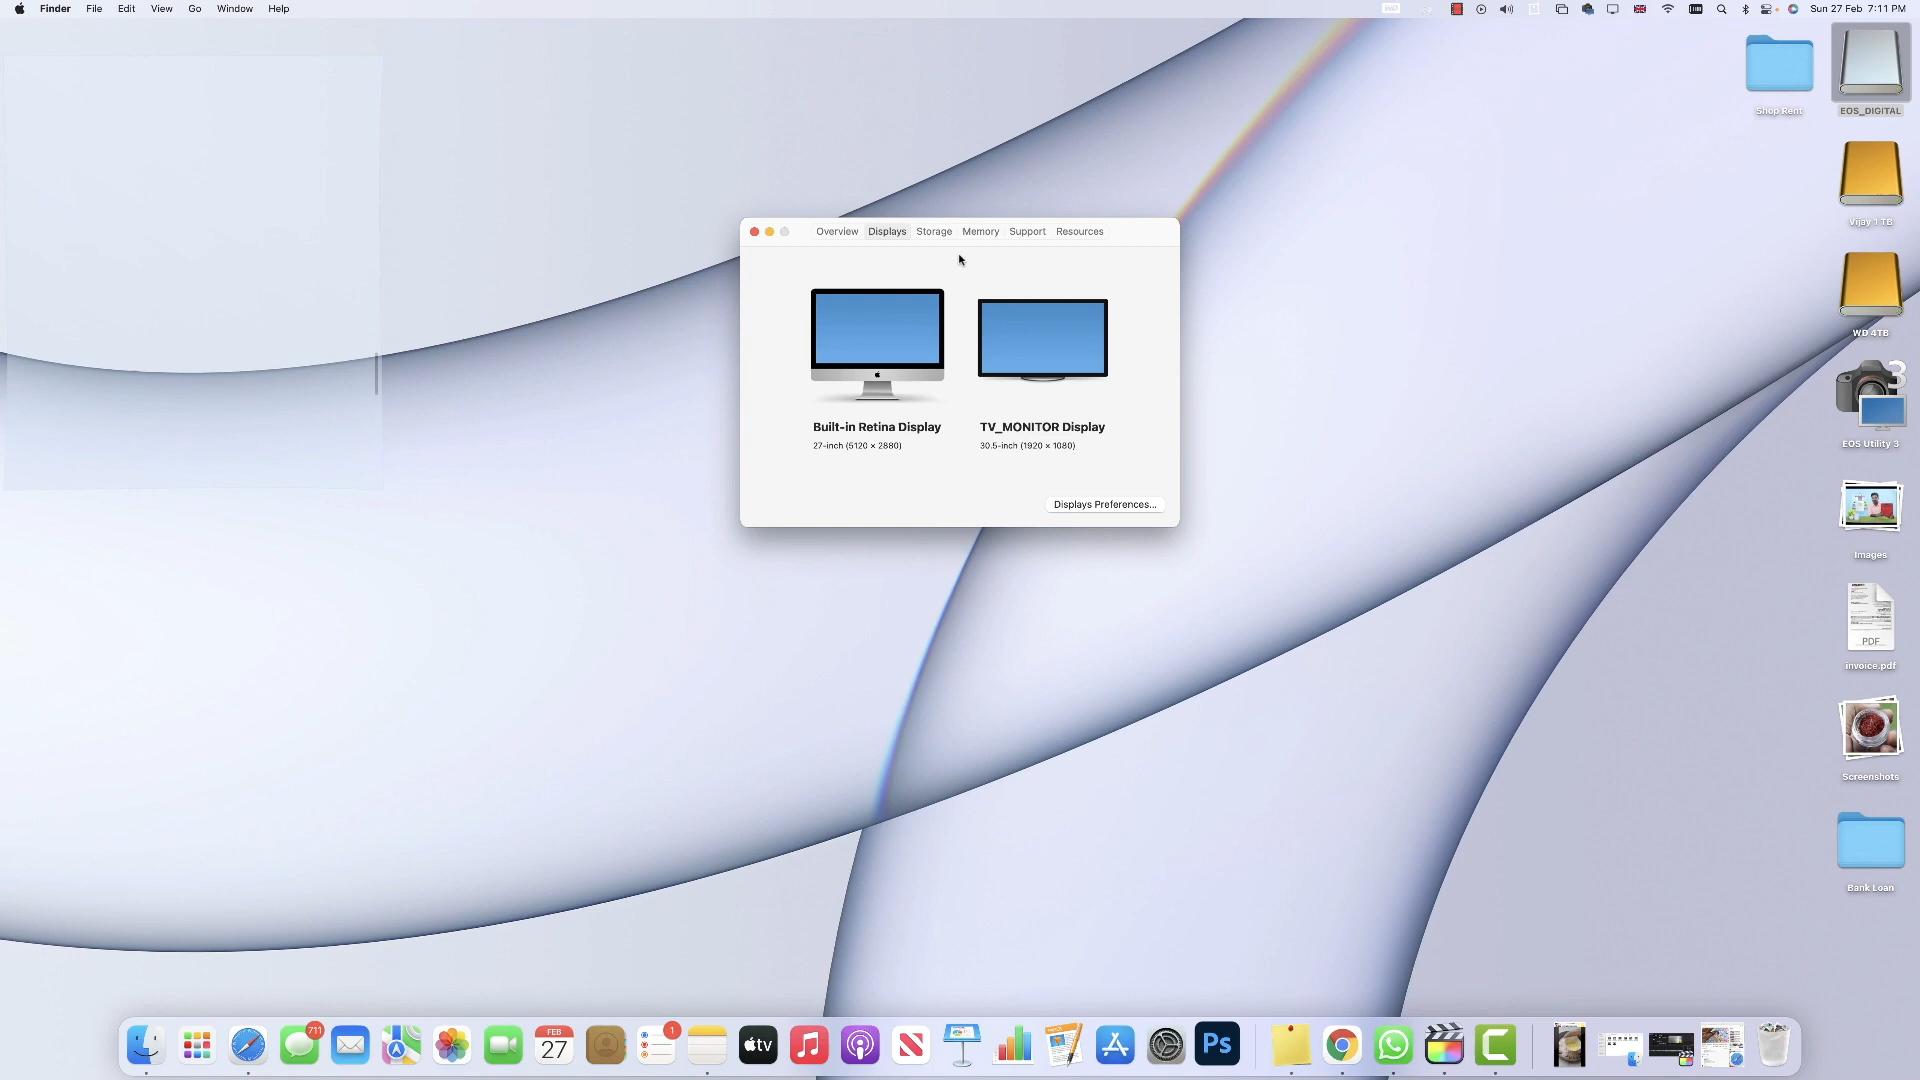 Finder File Edit View Go Window Help
Sun 27 Feb 7:11 PM
Shop Rent
EOS_DIGITAL
Vijay 1 TB
WD 4TB
EOS Utility 3
Images
PDF
invoice.pdf
Screenshots
Bank Loan
Overview Displays Storage Memory Support Resources
Built-in Retina Display
27-inch (5120 × 2880)
TV_MONITOR Display
30.5-inch (1920 × 1080)
Displays Preferences...
711
FEB
27
1
tv
Ps